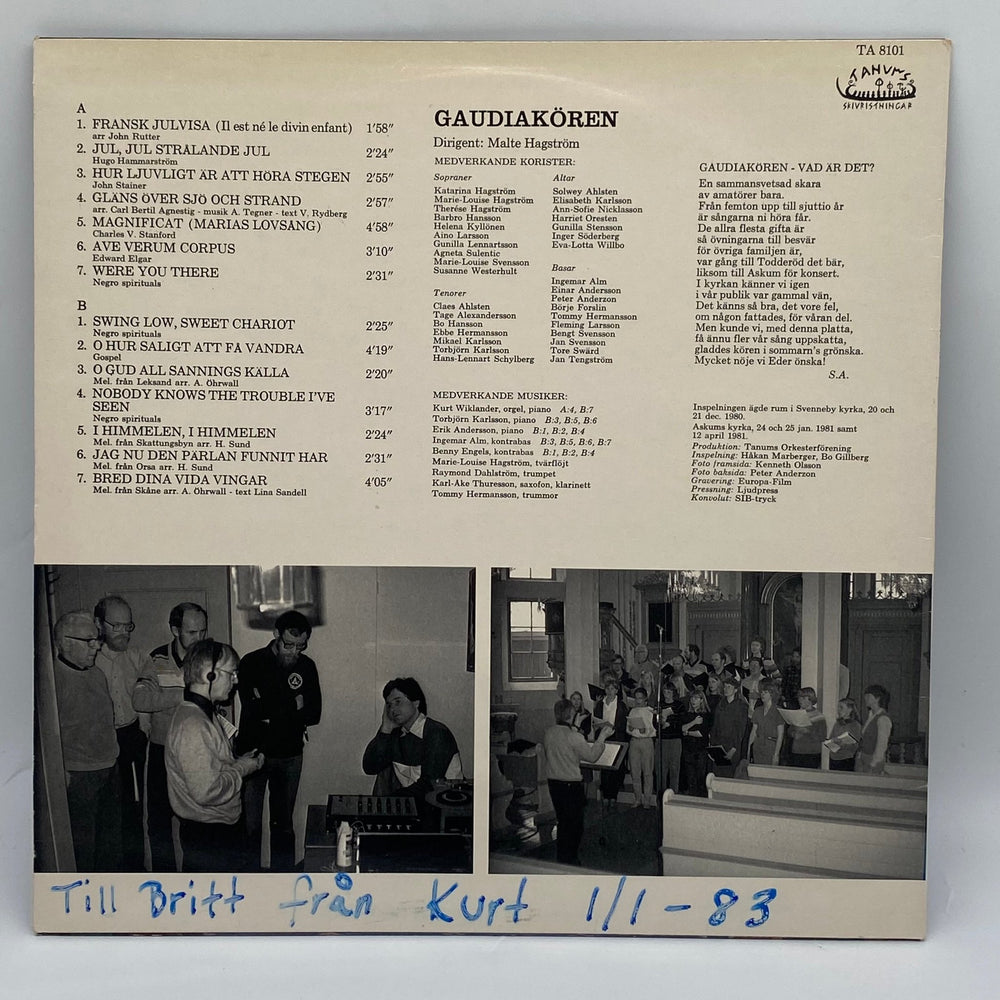 TA 8101
TANUMS
SKIVRISTNINGAR
A
1. FRANSK JULVISA (Il est né le divin enfant) 1'58"
arr John Rutter
2. JUL, JUL STRÅLANDE JUL 2'24"
Hugo Hammarström
3. HUR LJUVLIGT ÄR ATT HÖRA STEGEN 2'55"
John Stainer
4. GLÄNS ÖVER SJÖ OCH STRAND 2'57"
arr. Carl Bertil Agnestig - musik A. Tegner - text V. Rydberg
5. MAGNIFICAT (MARIAS LOVSÅNG) 4'58"
Charles V. Stanford
6. AVE VERUM CORPUS 3'10"
Edward Elgar
7. WERE YOU THERE 2'31"
Negro spirituals
B
1. SWING LOW, SWEET CHARIOT 2'25"
Negro spirituals
2. O HUR SALIGT ATT FÅ VANDRA 4'19"
Gospel
3. O GUD ALL SANNINGS KÄLLA 2'20"
Mel. från Leksand arr. A. Öhrwall
4. NOBODY KNOWS THE TROUBLE I'VE
SEEN 3'17"
Negro spirituals
5. I HIMMELEN, I HIMMELEN 2'24"
Mel. från Skattungsbyn arr. H. Sund
6. JAG NU DEN PÄRLAN FUNNIT HAR 2'31"
Mel. från Orsa arr. H. Sund
7. BRED DINA VIDA VINGAR 4'05"
Mel. från Skåne arr. A. Öhrwall - text Lina Sandell
GAUDIAKÖREN
Dirigent: Malte Hagström
MEDVERKANDE KORISTER:
Sopraner
Katarina Hagström
Marie-Louise Hagström
Therése Hagström
Barbro Hansson
Helena Kyllönen
Aino Larsson
Gunilla Lennartsson
Agneta Sulentic
Marie-Louise Svensson
Susanne Westerhult
Tenorer
Claes Ahlsten
Tage Alexandersson
Bo Hansson
Ebbe Hermansson
Mikael Karlsson
Torbjörn Karlsson
Hans-Lennart Schylberg
Altar
Solwey Ahlsten
Elisabeth Karlsson
Ann-Sofie Nicklasson
Harriet Oresten
Gunilla Stensson
Inger Söderberg
Eva-Lotta Willbo
Basar
Ingemar Alm
Einar Andersson
Peter Anderzon
Börje Forslin
Tommy Hermansson
Fleming Larsson
Bengt Svensson
Jan Svensson
Tore Swärd
Jan Tengström
MEDVERKANDE MUSIKER:
Kurt Wiklander, orgel, piano A:4, B:7
Torbjörn Karlsson, piano B:3, B:5, B:6
Erik Andersson, piano B:1, B:2, B:4
Ingemar Alm, kontrabas B:3, B:5, B:6, B:7
Benny Engels, kontrabas B:1, B:2, B:4
Marie-Louise Hagström, tvärflöjt
Raymond Dahlström, trumpet
Karl-Åke Thuresson, saxofon, klarinett
Tommy Hermansson, trummor
GAUDIAKÖREN - VAD ÄR DET?
En sammansvetsad skara
av amatörer bara.
Från femton upp till sjuttio år
är sångarna ni höra får.
De allra flesta gifta är
så övningarna till besvär
för övriga familjen är,
var gång till Todderöd det bär,
liksom till Askum för konsert.
I kyrkan känner vi igen
i vår publik var gammal vän,
Det känns så bra, det vore fel,
om någon fattades, för våran del.
Men kunde vi, med denna platta,
få ännu fler vår sång uppskatta,
gladdes kören i sommarn's grönska.
Mycket nöje vi Eder önska!
S.A.
Inspelningen ägde rum i Svenneby kyrka, 20 och
21 dec. 1980.
Askums kyrka, 24 och 25 jan. 1981 samt
12 april 1981.
Produktion: Tanums Orkesterförening
Inspelning: Håkan Marberger, Bo Gillberg
Foto framsida: Kenneth Olsson
Foto baksida: Peter Anderzon
Gravering: Europa-Film
Pressning: Ljudpress
Konvolut: SIB-tryck
Till Britt från Kurt 1/1 - 83